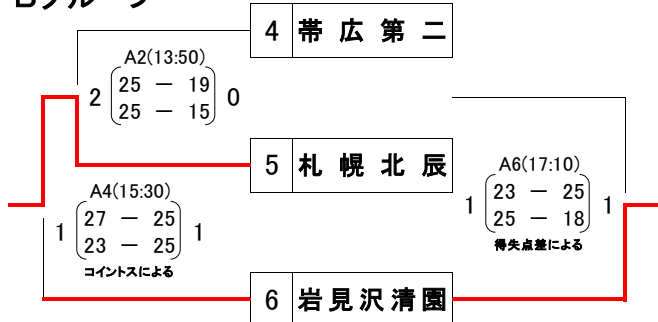 Bグループ
4 帯広第二
A2(13:50)
2 25 － 19 0
25 － 15
5 札幌北辰
A6(17:10)
1 23 － 25 1
25 － 18
得失点差による
A4(15:30)
1 27 － 25 1
23 － 25
コイントスによる
6 岩見沢清園